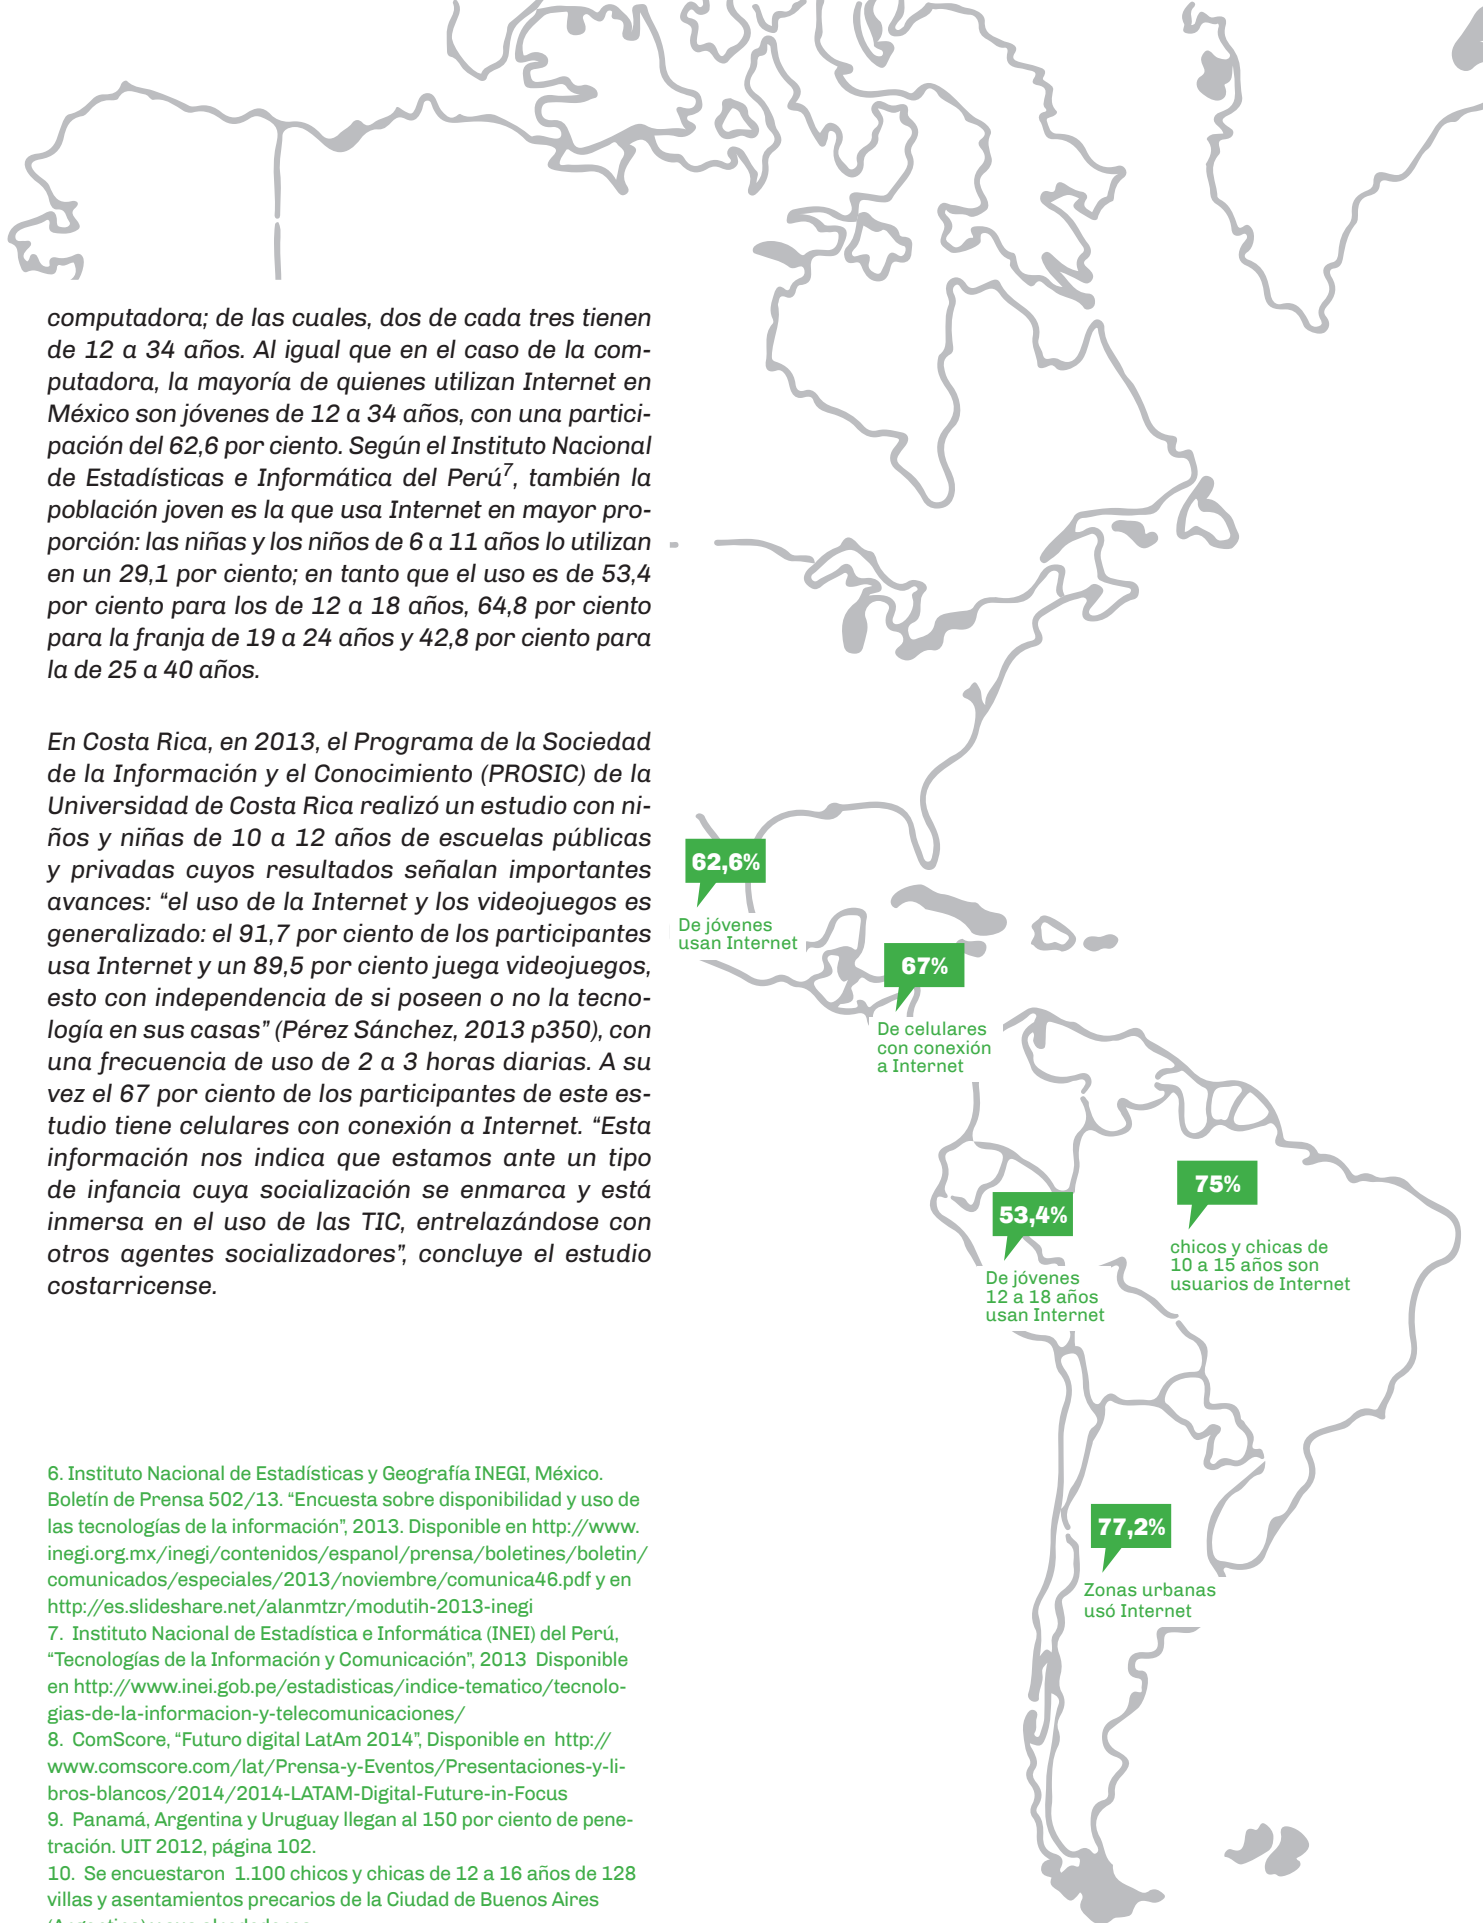 computadora; de las cuales, dos de cada tres tienen
de 12 a 34 años. Al igual que en el caso de la com-
putadora, la mayoría de quienes utilizan Internet en
México son jóvenes de 12 a 34 años, con una partici-
pación del 62,6 por ciento. Según el Instituto Nacional
de Estadísticas e Informática del Perú7, también la
población joven es la que usa Internet en mayor pro-
porción: las niñas y los niños de 6 a 11 años lo utilizan
en un 29,1 por ciento; en tanto que el uso es de 53,4
por ciento para los de 12 a 18 años, 64,8 por ciento
para la franja de 19 a 24 años y 42,8 por ciento para
la de 25 a 40 años.
En Costa Rica, en 2013, el Programa de la Sociedad
de la Información y el Conocimiento (PROSIC) de la
Universidad de Costa Rica realizó un estudio con ni-
ños y niñas de 10 a 12 años de escuelas públicas
y privadas cuyos resultados señalan importantes
avances: “el uso de la Internet y los videojuegos es
generalizado: el 91,7 por ciento de los participantes
usa Internet y un 89,5 por ciento juega videojuegos,
esto con independencia de si poseen o no la tecno-
logía en sus casas” (Pérez Sánchez, 2013 p350), con
una frecuencia de uso de 2 a 3 horas diarias. A su
vez el 67 por ciento de los participantes de este es-
tudio tiene celulares con conexión a Internet. “Esta
información nos indica que estamos ante un tipo
de infancia cuya socialización se enmarca y está
inmersa en el uso de las TIC, entrelazándose con
otros agentes socializadores”, concluye el estudio
costarricense.
6. Instituto Nacional de Estadísticas y Geografía INEGI, México.
Boletín de Prensa 502/13. “Encuesta sobre disponibilidad y uso de
las tecnologías de la información”, 2013. Disponible en http://www.
inegi.org.mx/inegi/contenidos/espanol/prensa/boletines/boletin/
comunicados/especiales/2013/noviembre/comunica46.pdf y en
http://es.slideshare.net/alanmtzr/modutih-2013-inegi
7. Instituto Nacional de Estadística e Informática (INEI) del Perú,
“Tecnologías de la Información y Comunicación”, 2013 Disponible
en http://www.inei.gob.pe/estadisticas/indice-tematico/tecnolo-
gias-de-la-informacion-y-telecomunicaciones/
8. ComScore, “Futuro digital LatAm 2014”, Disponible en http://
www.comscore.com/lat/Prensa-y-Eventos/Presentaciones-y-li-
bros-blancos/2014/2014-LATAM-Digital-Future-in-Focus
9. Panamá, Argentina y Uruguay llegan al 150 por ciento de pene-
tración. UIT 2012, página 102.
10. Se encuestaron 1.100 chicos y chicas de 12 a 16 años de 128
villas y asentamientos precarios de la Ciudad de Buenos Aires
62,6%
De jóvenes
usan Internet
67%
De celulares
con conexión
a Internet
53,4%
De jóvenes
12 a 18 años
usan Internet
75%
chicos y chicas de
10 a 15 años son
usuarios de Internet
77,2%
Zonas urbanas
usó Internet